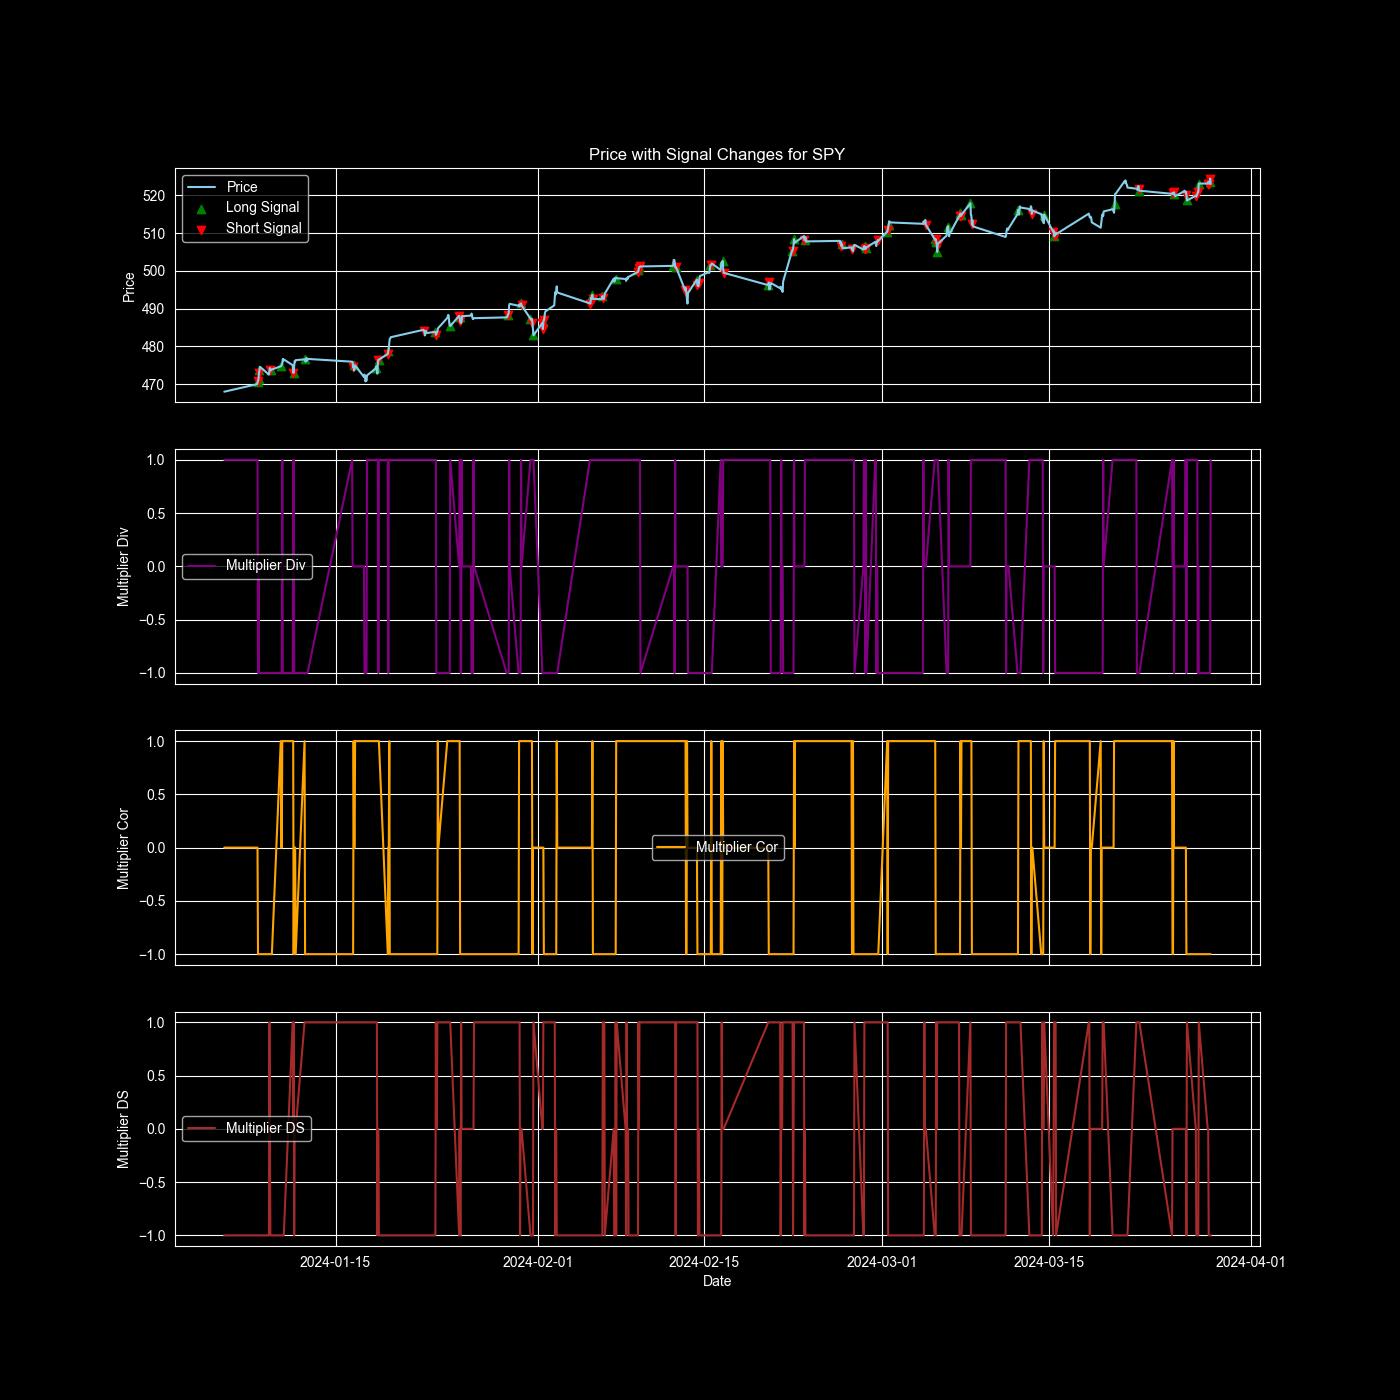 Price with Signal Changes for SPY
Price
Long Signal
Short Signal
520
510
500
490
480
470
Price
1.0
0.5
0.0
−0.5
−1.0
Multiplier Div
Multiplier Div
1.0
0.5
0.0
−0.5
−1.0
Multiplier Cor
Multiplier Cor
1.0
0.5
0.0
−0.5
−1.0
Multiplier DS
Multiplier DS
2024-01-15 2024-02-01 2024-02-15 2024-03-01 2024-03-15 2024-04-01
Date